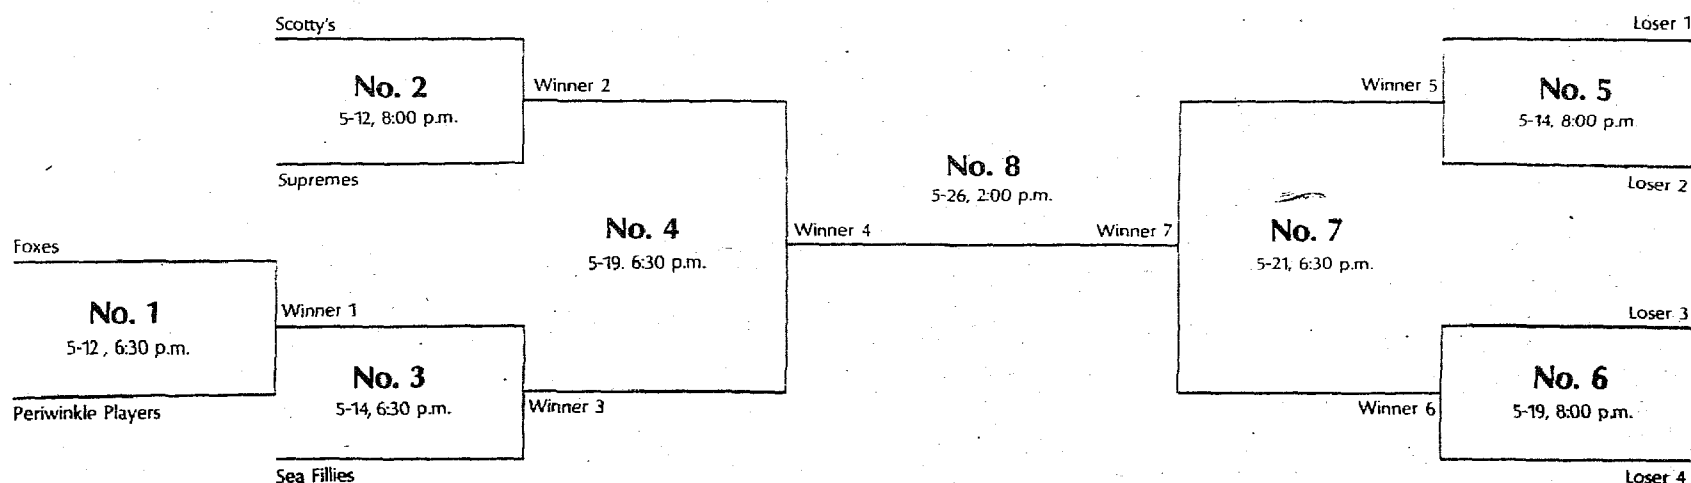 Scotty's
Loser 1
No. 2
5-12, 8:00 p.m.
Winner 2
Winner 5
No. 5
5-14, 8:00 p.m
Supremes
Loser 2
No. 8
5-26, 2:00 p.m.
Foxes
No. 4
5-19. 6:30 p.m.
Winner 4
Winner 7
No. 7
5-21, 6:30 p.m.
No. 1
5-12 , 6:30 p.m.
Winner 1
Loser 3
No. 3
5-14, 6:30 p.m.
No. 6
5-19, 8:00 p.m.
Periwinkle Players
Winner 3
Winner 6
Sea Fillies
Loser 4